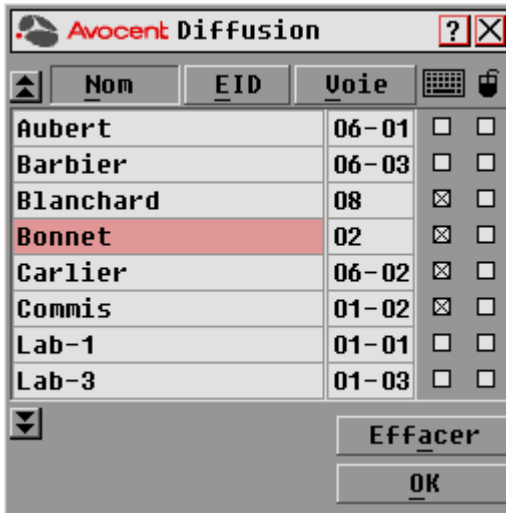 Avocent Diffusion ? X
Nom EID Voie
Aubert 06-01
Barbier 06-03
Blanchard 08
Bonnet 02
Carlier 06-02
Commis 01-02
Lab-1 01-01
Lab-3 01-03
Effacer
OK